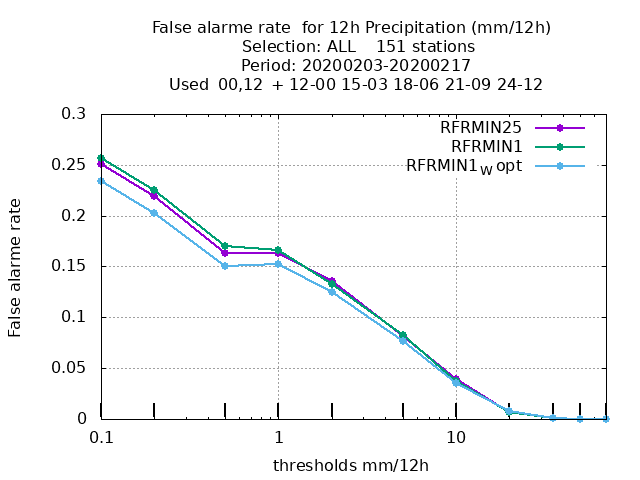 False alarme rate  for 12h Precipitation (mm/12h)
Selection: ALL    151 stations
Period: 20200203-20200217
Used  00,12  + 12-00 15-03 18-06 21-09 24-12
RFRMIN25
RFRMIN1
RFRMIN1w opt
0.3
0.25
0.2
0.15
0.1
0.05
0
False alarme rate
0.1
1
10
thresholds mm/12h